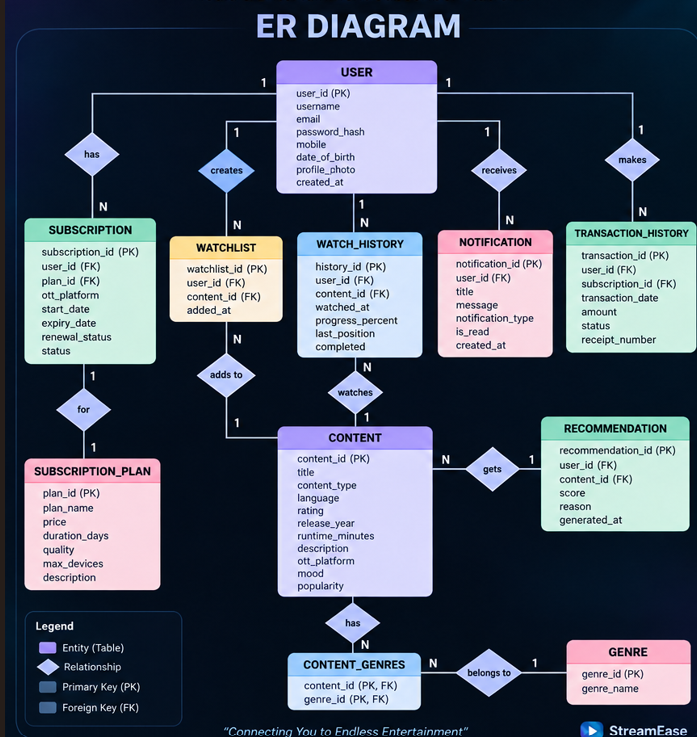 ER DIAGRAM
USER
user_id (PK)
username
email
password_hash
mobile
date_of_birth
profile_photo
created_at
1
1
1
1
1
1
has
creates
receives
makes
N
N
N
N
N
SUBSCRIPTION
subscription_id (PK)
user_id (FK)
plan_id (FK)
ott_platform
start_date
expiry_date
renewal_status
status
WATCHLIST
watchlist_id (PK)
user_id (FK)
content_id (FK)
added_at
WATCH_HISTORY
history_id (PK)
user_id (FK)
content_id (FK)
watched_at
progress_percent
last_position
completed
NOTIFICATION
notification_id (PK)
user_id (FK)
title
message
notification_type
is_read
created_at
TRANSACTION_HISTORY
transaction_id (PK)
user_id (FK)
subscription_id (FK)
transaction_date
amount
status
receipt_number
1
for
1
N
adds to
1
N
watches
1
SUBSCRIPTION_PLAN
plan_id (PK)
plan_name
price
duration_days
quality
max_devices
description
CONTENT
content_id (PK)
title
content_type
language
rating
release_year
runtime_minutes
description
ott_platform
mood
popularity
N
gets
1
RECOMMENDATION
recommendation_id (PK)
user_id (FK)
content_id (FK)
score
reason
generated_at
has
N
CONTENT_GENRES
content_id (PK, FK)
genre_id (PK, FK)
N
belongs to
1
GENRE
genre_id (PK)
genre_name
Legend
Entity (Table)
Relationship
Primary Key (PK)
Foreign Key (FK)
“Connecting You to Endless Entertainment”
StreamEase